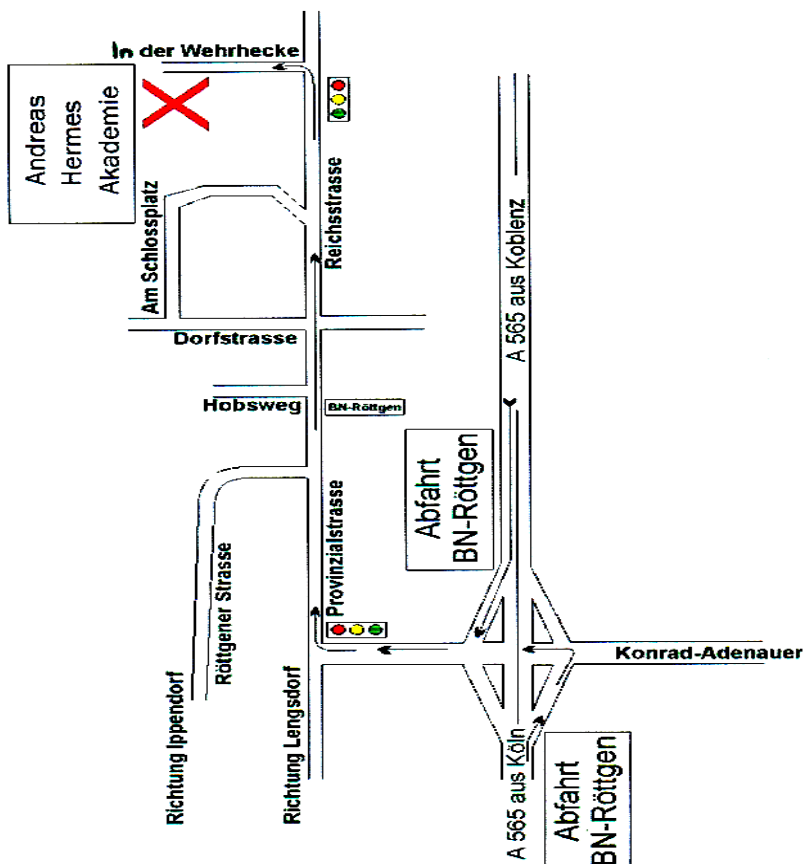 In der Wehrhecke
Andreas
Hermes
Akademie
Am Schlossplatz
Reichsstrasse
Dorfstrasse
A 565 aus Koblenz
Hobsweg
BN-Röttgen
Abfahrt
BN-Röttgen
Röttgener Strasse
Provinzialstrasse
Richtung Ippendorf
Richtung Lengsdorf
Konrad-Adenauer
A 565 aus Köln
Abfahrt
BN-Röttgen